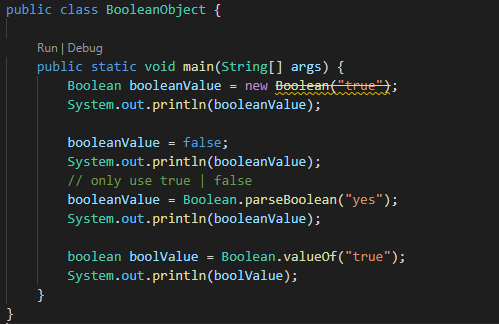 public class BooleanObject {
Run | Debug
public static void main(String[] args) {
Boolean booleanValue = new Boolean("true");
System.out.println(booleanValue);
booleanValue = false;
System.out.println(booleanValue);
// only use true | false
booleanValue = Boolean.parseBoolean("yes");
System.out.println(booleanValue);
boolean boolValue = Boolean.valueOf("true");
System.out.println(boolValue);
}
}